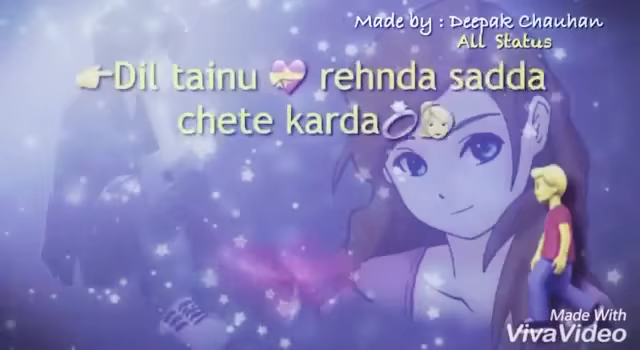 Made by : Deepak Chauhan
All Status
👉Dil tainu 💝 rehnda sadda
chete karda💍👱‍♀️
Made With
VivaVideo